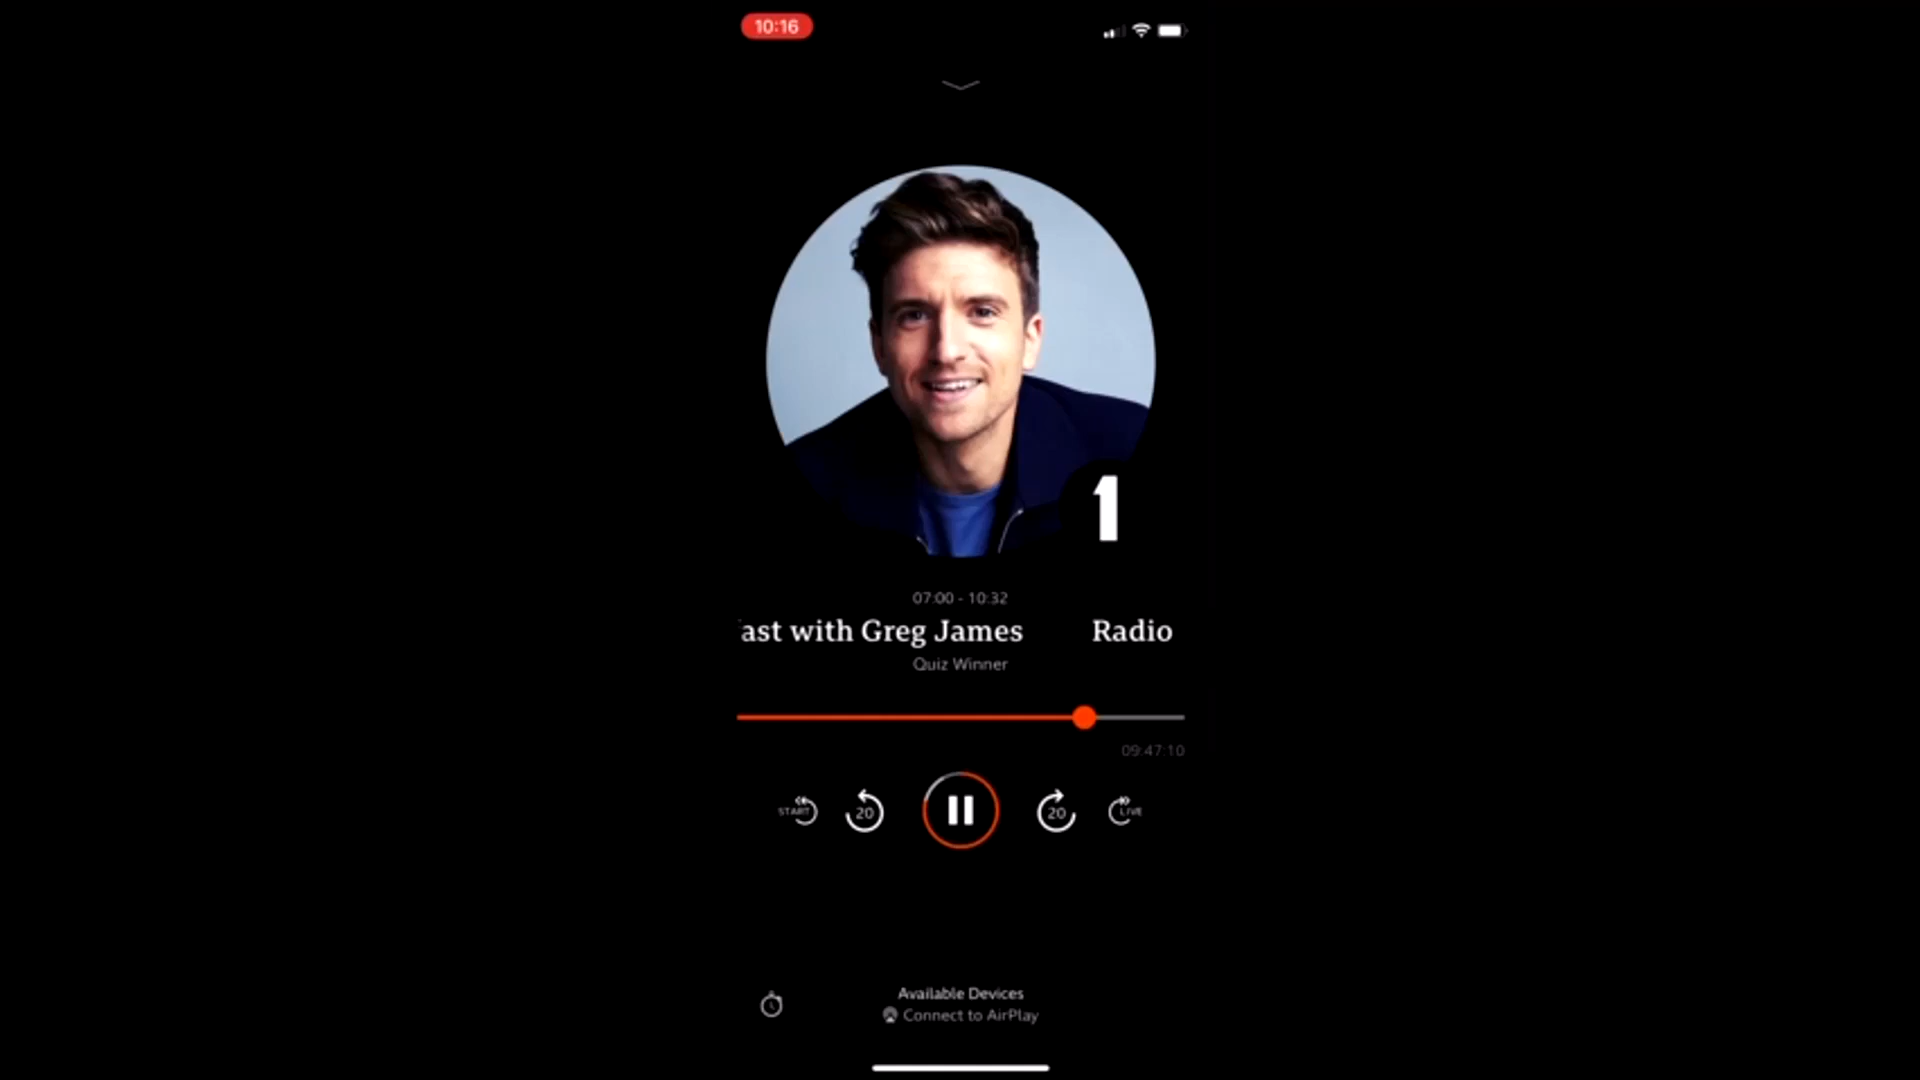 10:16
1
07:00 - 10:32
ast with Greg James Radio
Quiz Winner
09:47:10
START 20 20 LIVE
Available Devices
Connect to AirPlay